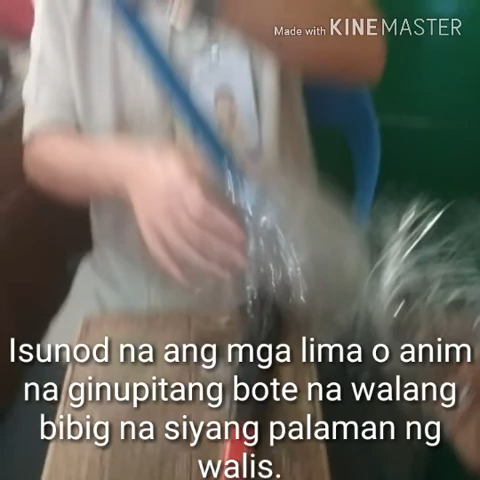 Made with KINEMASTER
Isunod na ang mga lima o anim
na ginupitang bote na walang
bibig na siyang palaman ng
walis.